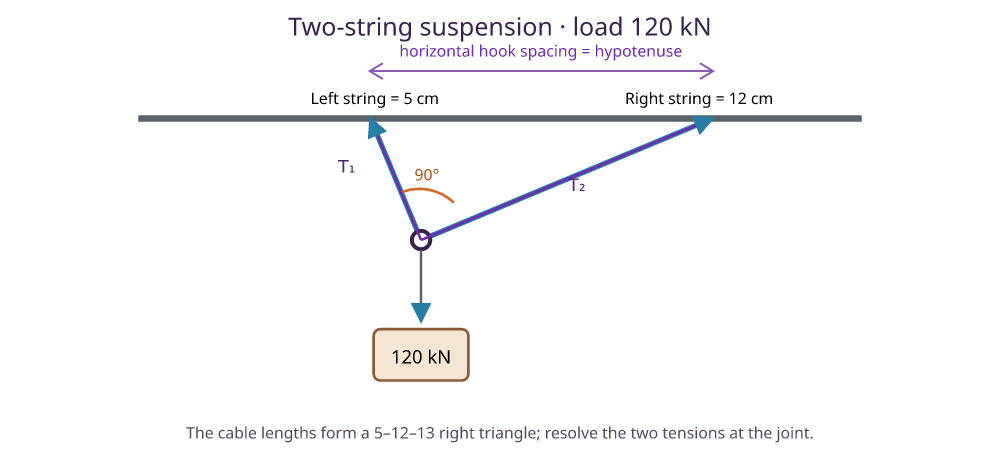 Two-string suspension · load 120 kN
horizontal hook spacing = hypotenuse
Left string = 5 cm
Right string = 12 cm
T₁
90°
T₂
120 kN
The cable lengths form a 5–12–13 right triangle; resolve the two tensions at the joint.